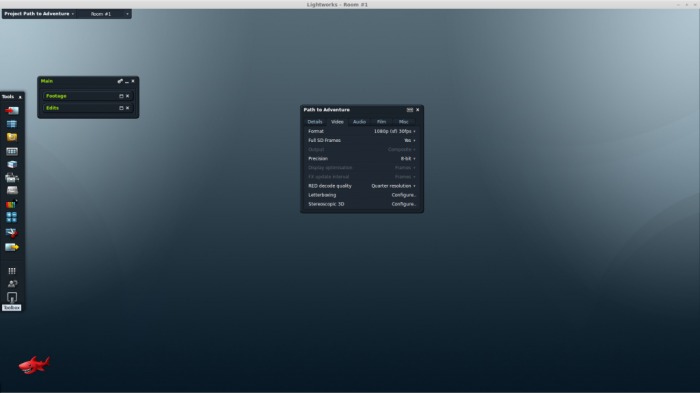 Lightworks - Room #1
Project Path to Adventure
Room #1
Main
Footage
Edits
Tools
Toolbox
Path to Adventure
Details Video Audio Film Misc
Format 1080p (of) 30fps
Full SD Frames Yes
Output Composite
Precision 8-bit
Display optimisation Frames
FX update interval Frames
RED decode quality Quarter resolution
Letterboxing Configure..
Stereoscopic 3D Configure..